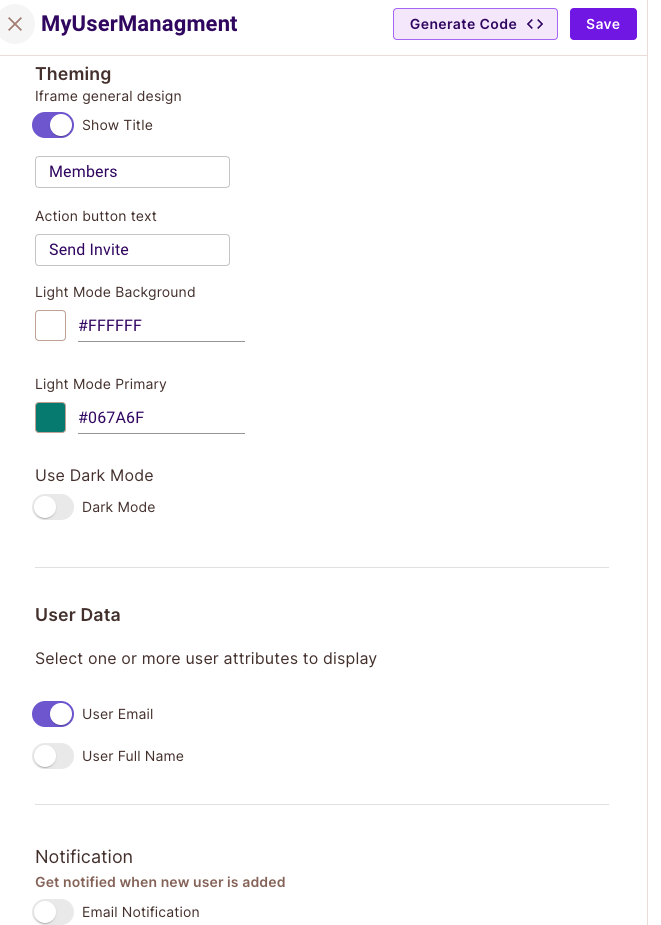 MyUserManagment
Generate Code <>
Save
Theming
Iframe general design
Show Title
Members
Action button text
Send Invite
Light Mode Background
#FFFFFF
Light Mode Primary
#067A6F
Use Dark Mode
Dark Mode
User Data
Select one or more user attributes to display
User Email
User Full Name
Notification
Get notified when new user is added
Email Notification